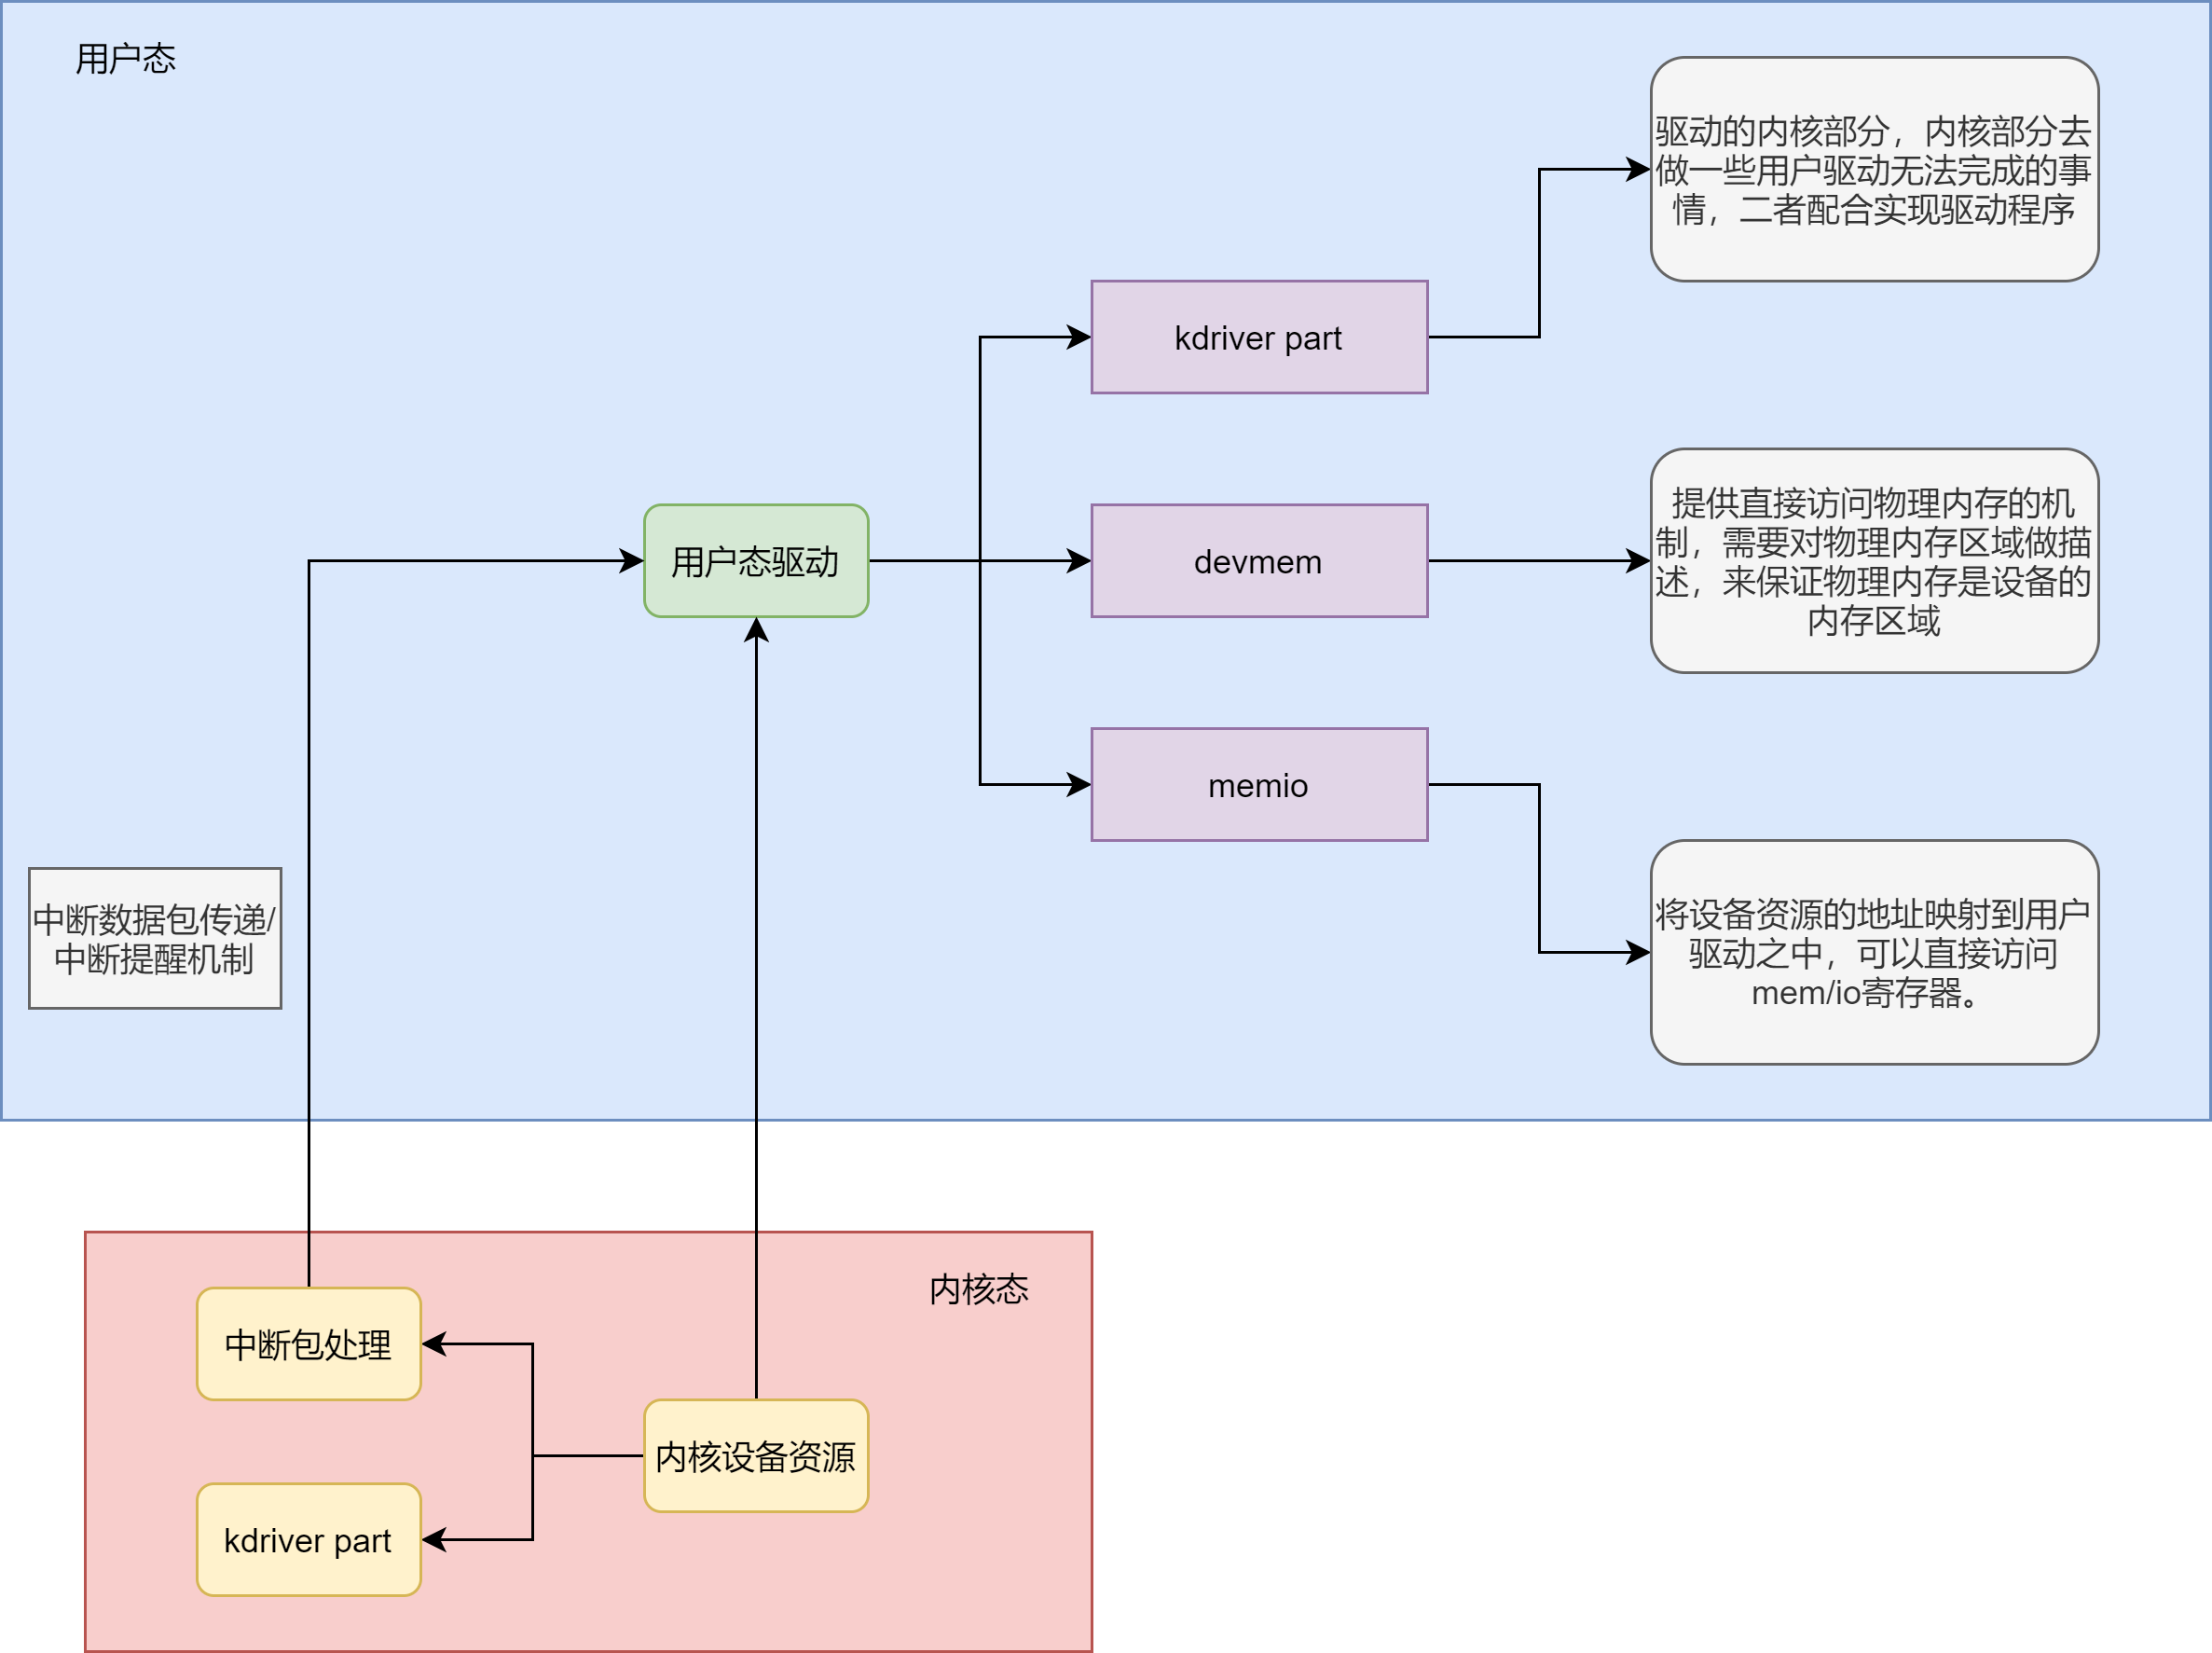 用户态
驱动的内核部分，内核部分去
做一些用户驱动无法完成的事
情，二者配合实现驱动程序
kdriver part
提供直接访问物理内存的机
制，需要对物理内存区域做描
述，来保证物理内存是设备的
内存区域
用户态驱动
devmem
memio
将设备资源的地址映射到用户
驱动之中，可以直接访问
mem/io寄存器。
中断数据包传递/
中断提醒机制
内核态
中断包处理
内核设备资源
kdriver part